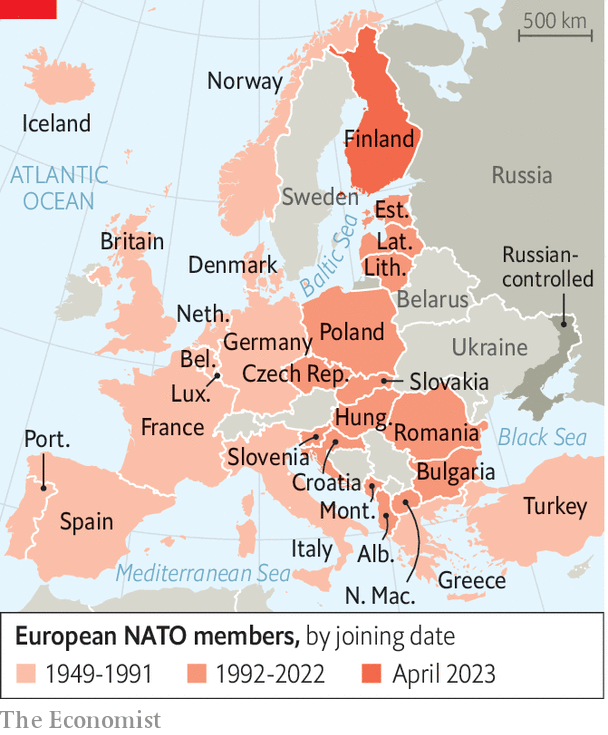 500 km
Norway
Iceland
Finland
ATLANTIC
OCEAN
Russia
Sweden
Est.
Britain
Lat.
Baltic Sea
Denmark
Lith.
Russian-
controlled
Belarus
Neth.
Germany
Poland
Ukraine
Bel.
Czech Rep.
Slovakia
Lux.
Hung.
France
Romania
Port.
Black Sea
Slovenia
Bulgaria
Croatia
Mont.
Turkey
Spain
Italy
Alb.
Mediterranean Sea
Greece
N. Mac.
European NATO members, by joining date
1949-1991 1992-2022 April 2023
The Economist